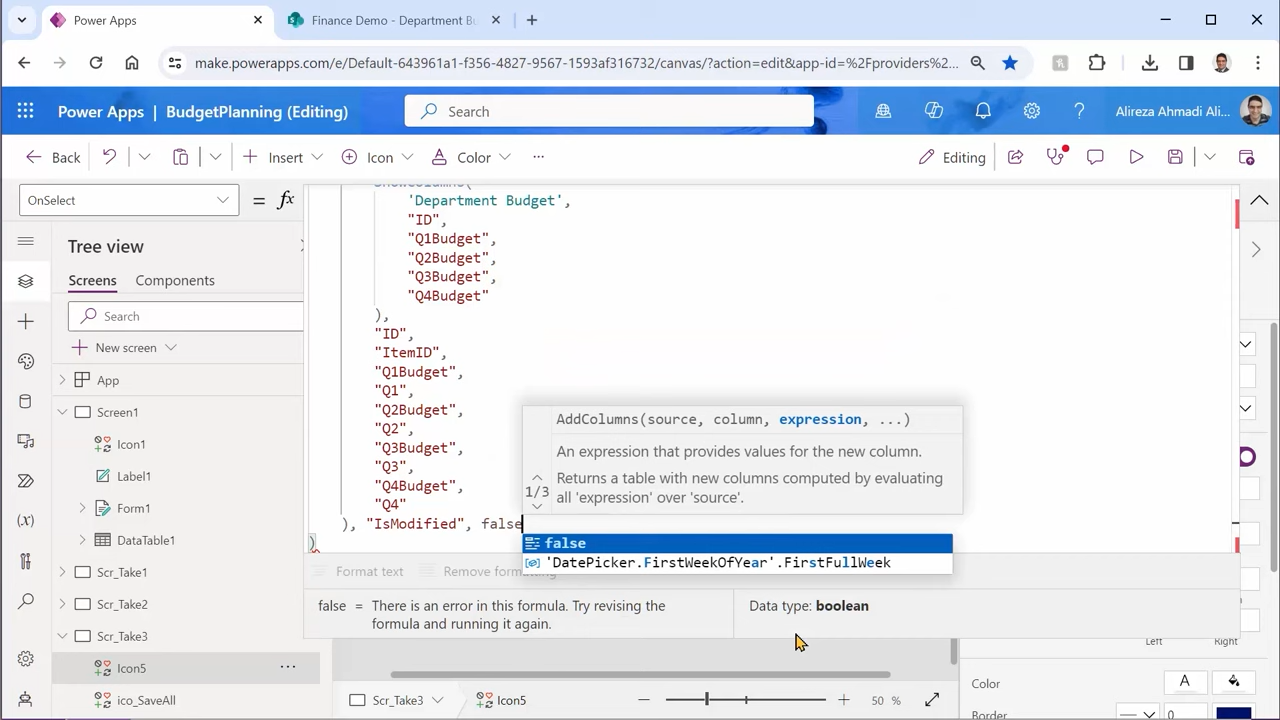 Power Apps
Finance Demo - Department Bu
make.powerapps.com/e/Default-643961a1-f356-4827-9567-1593af316732/canvas/?action=edit&app-id=%2Fproviders%2...
Power Apps | BudgetPlanning (Editing)
Search
Alireza Ahmadi Ali...
Back
Insert
Icon
Color
...
Editing
OnSelect
= fx
ShowColumns(
'Department Budget',
"ID",
"Q1Budget",
"Q2Budget",
"Q3Budget",
"Q4Budget"
),
"ID",
"ItemID",
"Q1Budget",
"Q1",
"Q2Budget",
"Q2",
"Q3Budget",
"Q3",
"Q4Budget",
"Q4"
), "IsModified", false
)
AddColumns(source, column, expression, ...)
An expression that provides values for the new column.
1/3
Returns a table with new columns computed by evaluating
all 'expression' over 'source'.
false
'DatePicker.FirstWeekOfYear'.FirstFullWeek
Format text
Remove formatting
false = There is an error in this formula. Try revising the
formula and running it again.
Data type: boolean
Tree view
Screens
Components
Search
New screen
App
Screen1
Icon1
Label1
Form1
DataTable1
Scr_Take1
Scr_Take2
Scr_Take3
Icon5
...
ico_SaveAll
Scr_Take3
Icon5
50 %
Left
Right
Color
A
Border
0